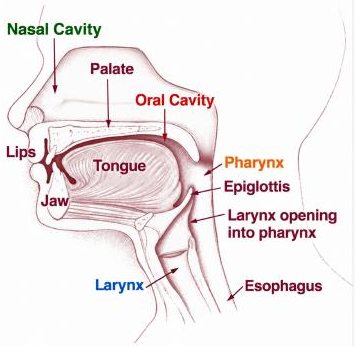 Nasal Cavity
Palate
Oral Cavity
Lips
Tongue
Pharynx
Epiglottis
Jaw
Larynx opening
into pharynx
Larynx
Esophagus